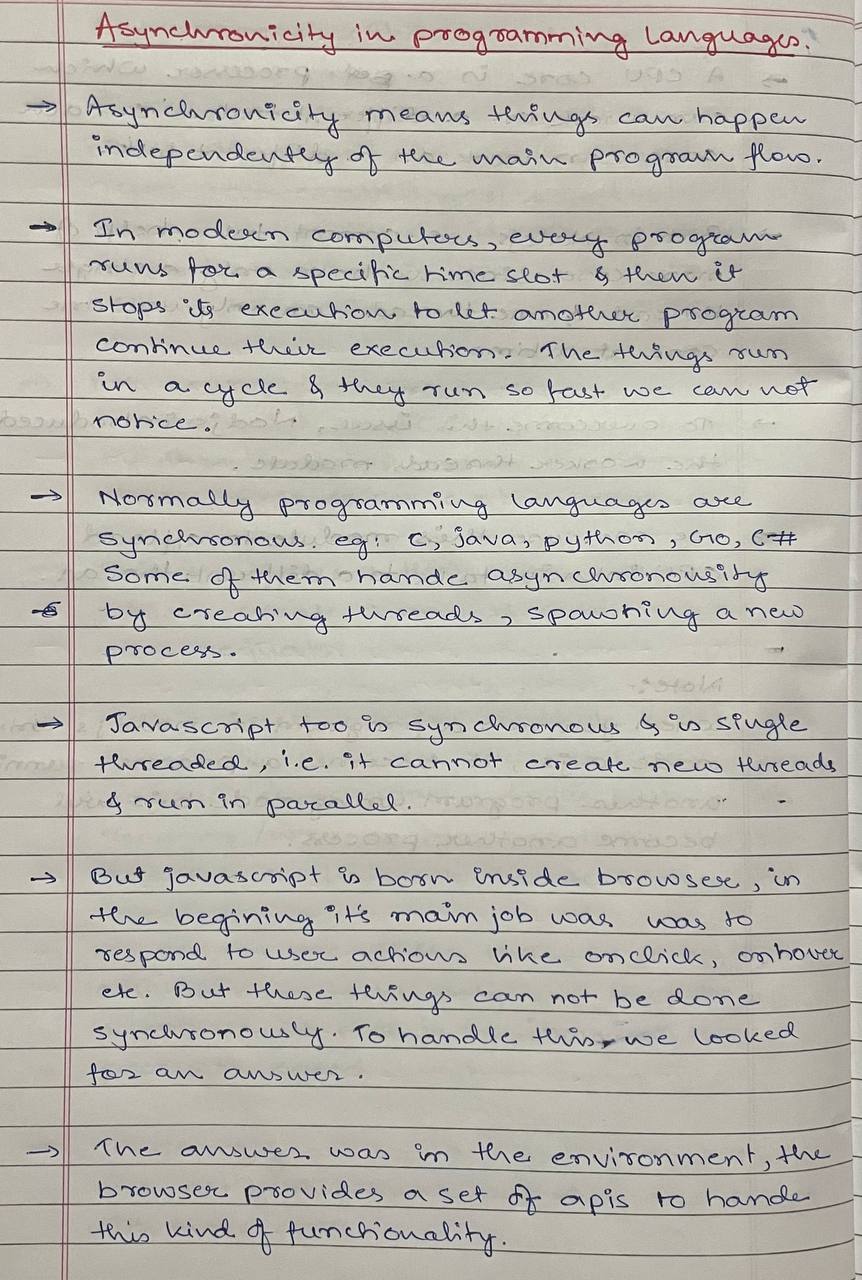 Asynchronicity in programming languages.
→ Asynchronicity means things can happen
independently of the main program flow.
→ In modern computers, every program
runs for a specific time slot & then it
stops its execution to let another program
continue their execution. The things run
in a cycle & they run so fast we can not
notice.
→ Normally programming languages are
synchronous. eg: C, java, python, Go, C#
Some of them hande asynchronousity
by creating threads, spawning a new
process.
→ Javascript too is synchronous & is single
threaded, i.e. it cannot create new threads
& run in parallel.
→ But javascript is born inside browser, in
the begining it's main job was was to
respond to user actions like onclick, onhover
etc. But these things can not be done
synchronously. To handle this, we looked
for an answer.
→ The answer was in the environment, the
browser provides a set of apis to hande
this kind of functionality.